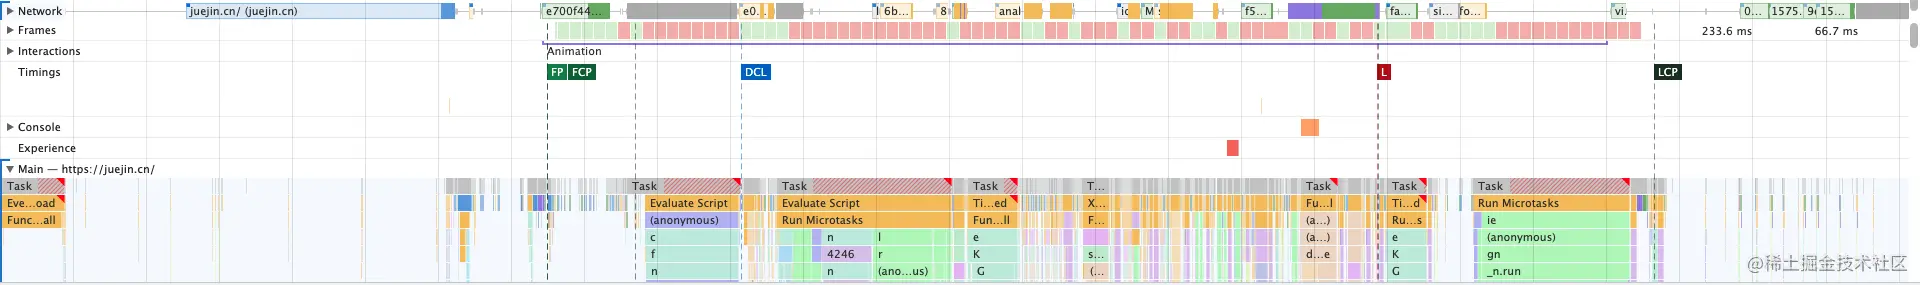 Network juejin.cn/ (juejin.cn) e700f44... e0... 6b... 8 anal ic M s f5... fa... si... fo... vi 0... 1575. 9 15...
Frames 233.6 ms 66.7 ms
Interactions Animation
Timings FP FCP DCL L LCP
Console
Experience
Main — https://juejin.cn/
Task Task Task Task T... Task Task Task
Eve...oad Evaluate Script Evaluate Script Ti...ed X... Fu...l Ti...d Run Microtasks
Func...all (anonymous) Run Microtasks Fun...ll F... (a...) Ru...s ie
c n l e (a...) e (anonymous)
f 4246 r K s... d...e K gn
n n (ano...us) G (... G _n.run
@稀土掘金技术社区